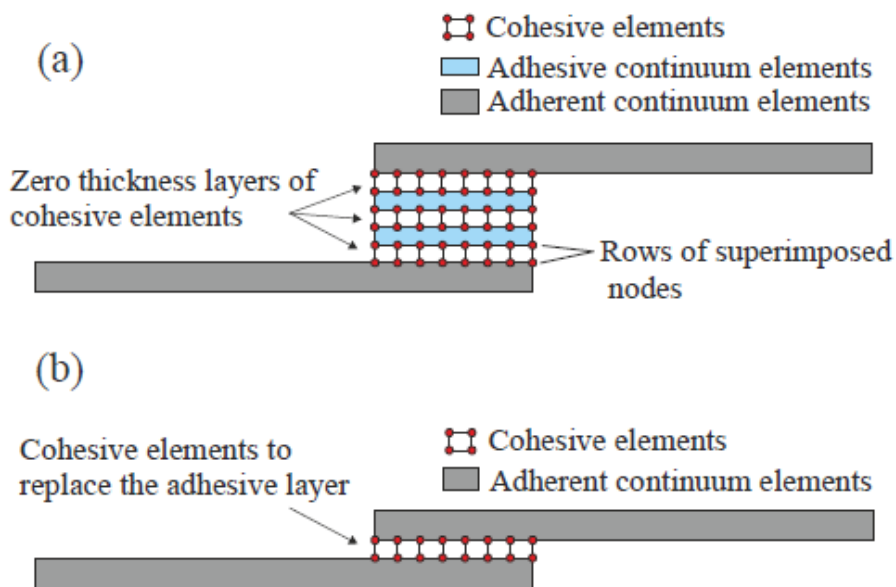 (a)
Cohesive elements
Adhesive continuum elements
Adherent continuum elements
Zero thickness layers of
cohesive elements
Rows of superimposed
nodes
(b)
Cohesive elements to
replace the adhesive layer
Cohesive elements
Adherent continuum elements